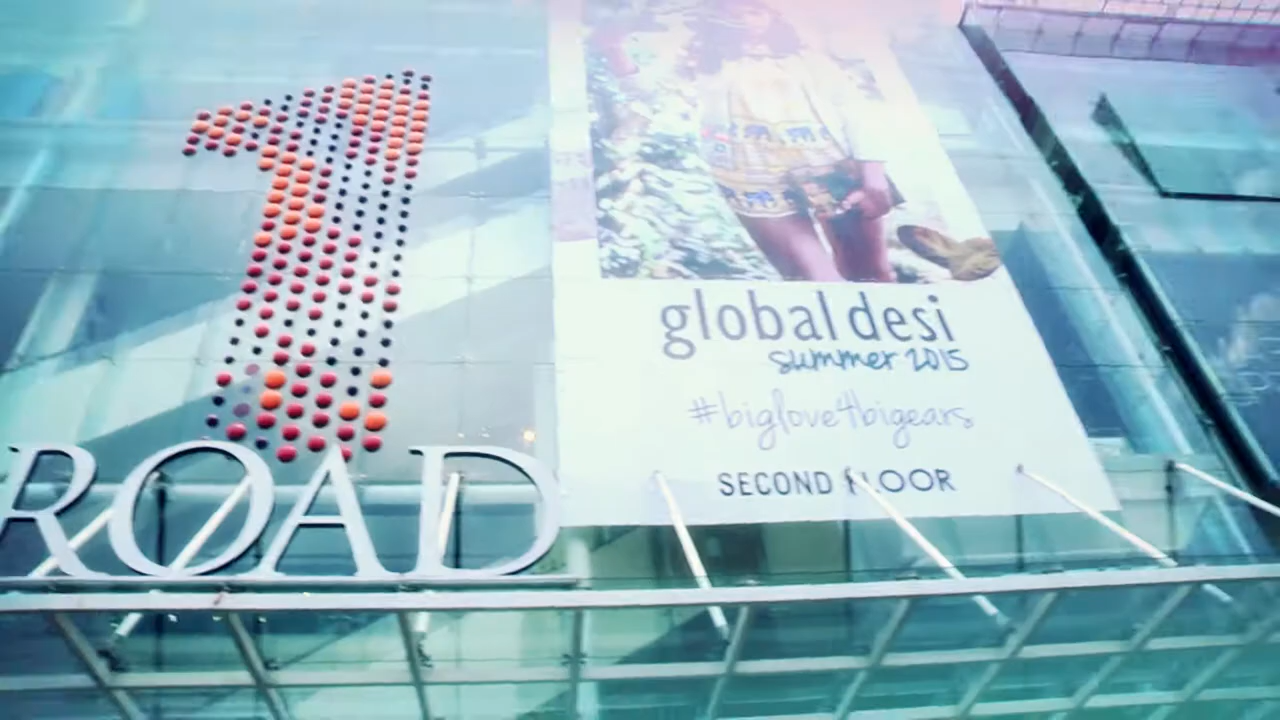 1
ROAD
global desi
summer 2015
#biglove4bigears
SECOND FLOOR